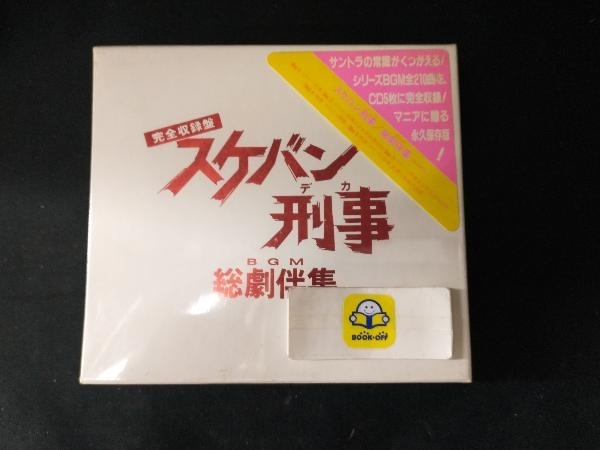 サントラの常識がくつがえる!
シリーズBGM全210曲を、
CD5枚に完全収録!
マニアに贈る
永久保存版
!
完全収録盤
スケバン
デカ
刑事
BGM
総劇伴集
BOOK・OFF